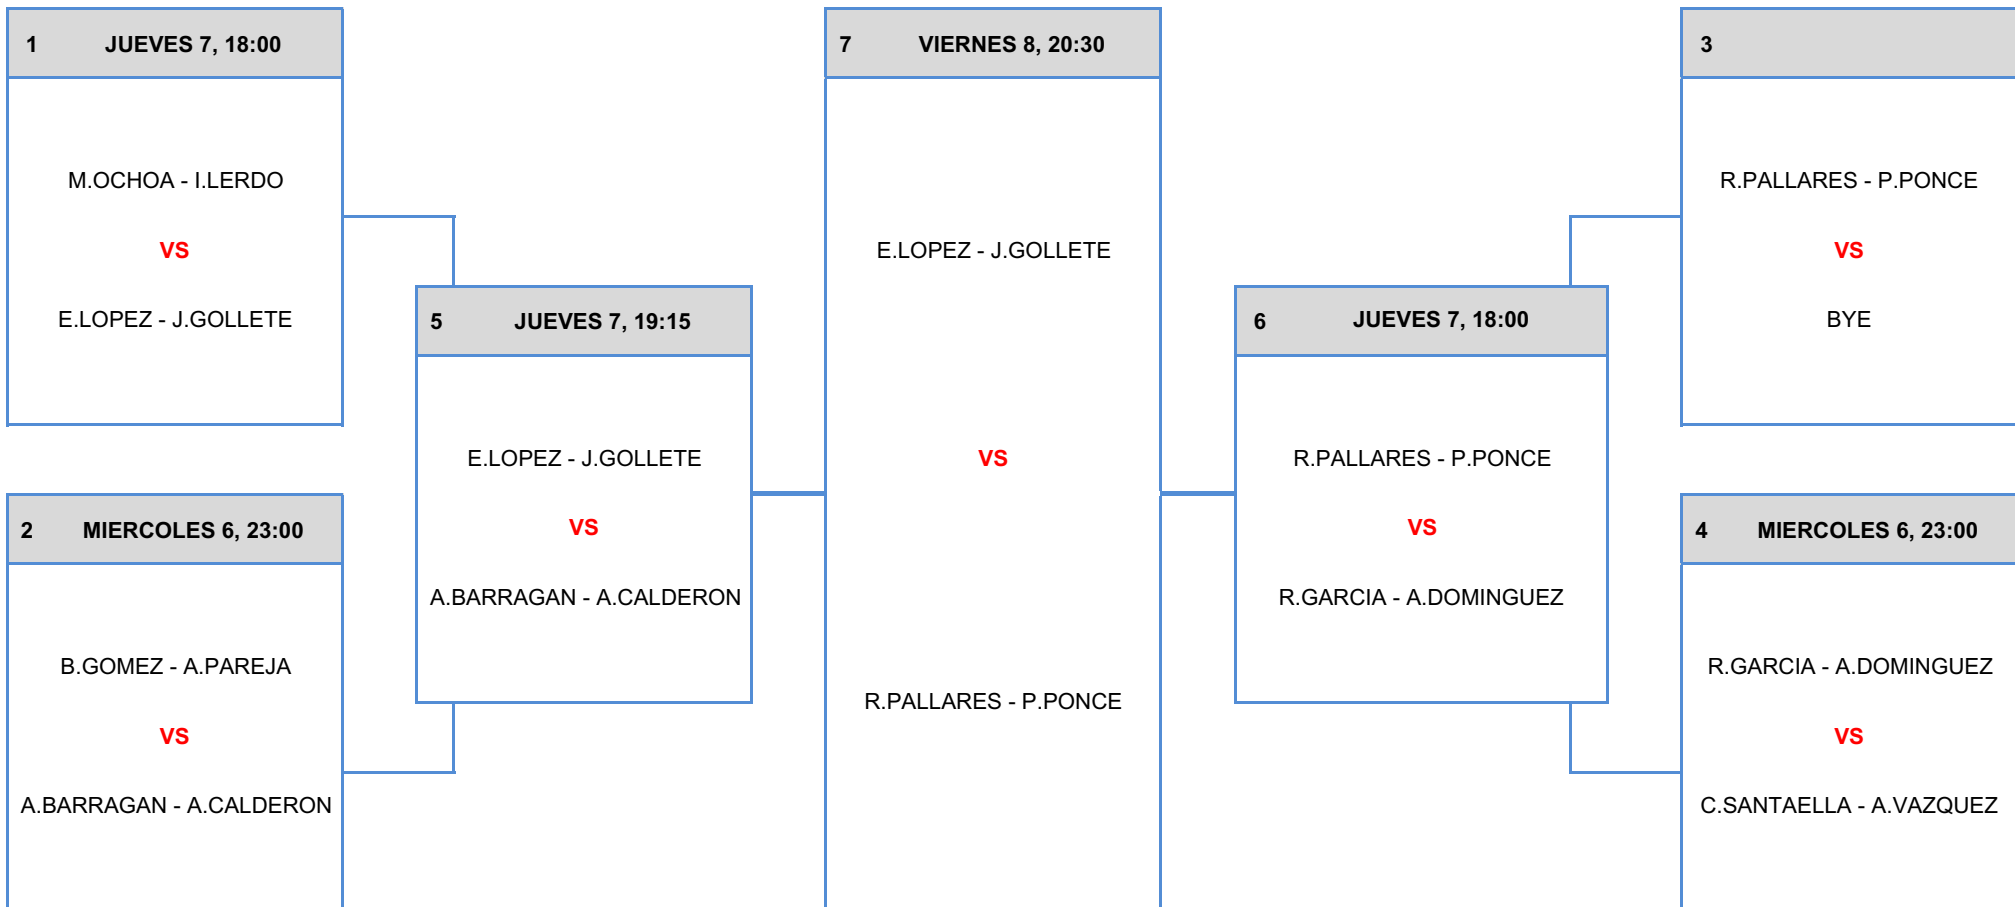 1 JUEVES 7, 18:00
M.OCHOA - I.LERDO
VS
E.LOPEZ - J.GOLLETE
2 MIERCOLES 6, 23:00
B.GOMEZ - A.PAREJA
VS
A.BARRAGAN - A.CALDERON
5 JUEVES 7, 19:15
E.LOPEZ - J.GOLLETE
VS
A.BARRAGAN - A.CALDERON
7 VIERNES 8, 20:30
E.LOPEZ - J.GOLLETE
VS
R.PALLARES - P.PONCE
6 JUEVES 7, 18:00
R.PALLARES - P.PONCE
VS
R.GARCIA - A.DOMINGUEZ
3
R.PALLARES - P.PONCE
VS
BYE
4 MIERCOLES 6, 23:00
R.GARCIA - A.DOMINGUEZ
VS
C.SANTAELLA - A.VAZQUEZ